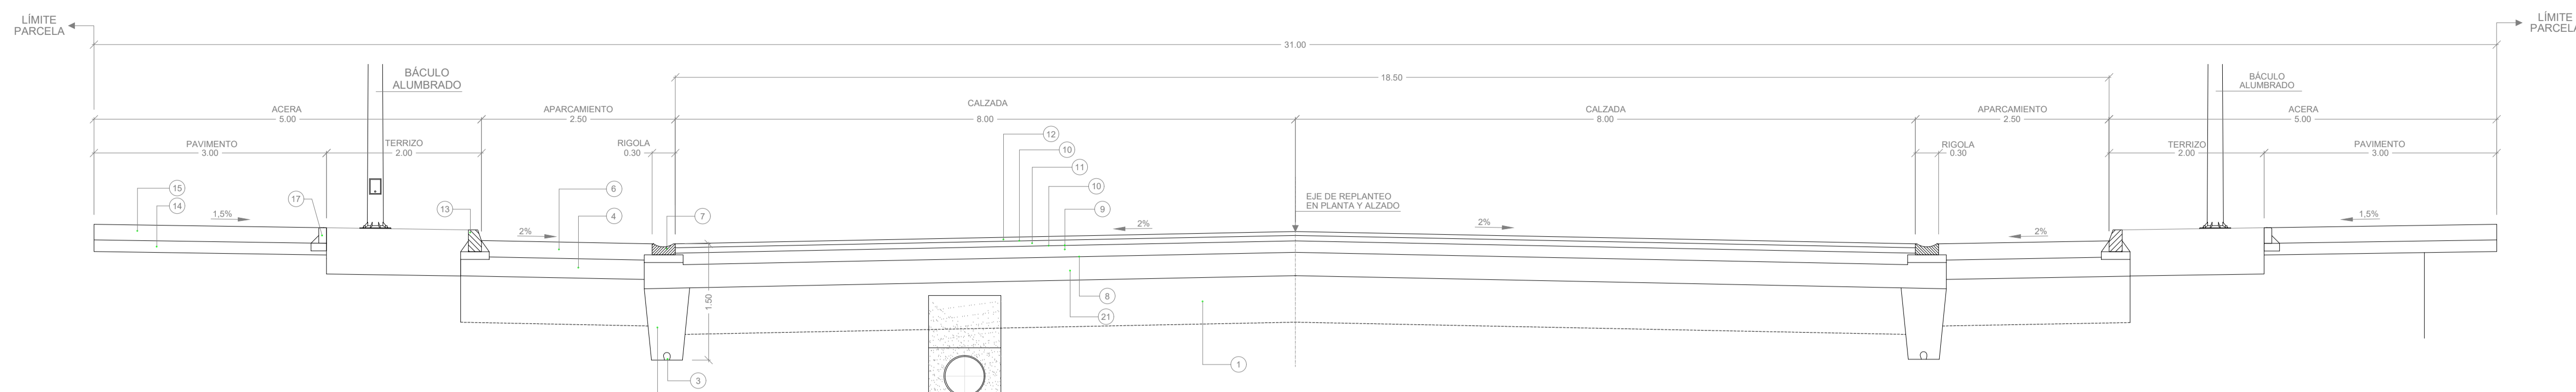 LÍMITE
PARCELA
LÍMITE
PARCELA
31.00
18.50
BÁCULO
ALUMBRADO
BÁCULO
ALUMBRADO
ACERA
5.00
APARCAMIENTO
2.50
CALZADA
8.00
CALZADA
8.00
APARCAMIENTO
2.50
ACERA
5.00
PAVIMENTO
3.00
TERRIZO
2.00
RIGOLA
0.30
RIGOLA
0.30
TERRIZO
2.00
PAVIMENTO
3.00
12
10
11
10
9
15
14
17
13
6
4
7
EJE DE REPLANTEO
EN PLANTA Y ALZADO
1,5%
2%
2%
2%
2%
1,5%
1.50
8
21
1
3